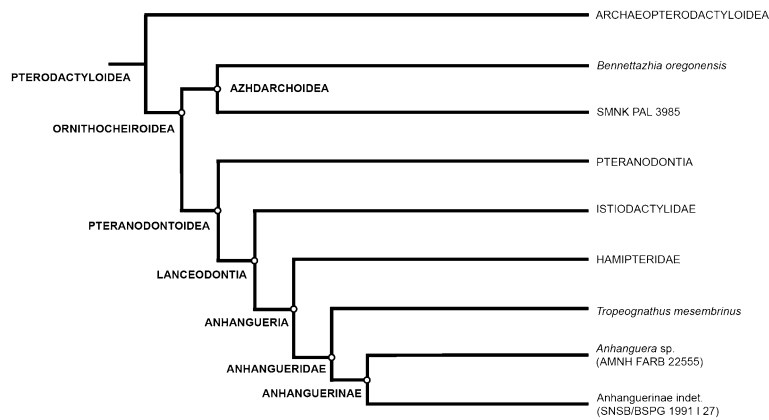 ARCHAEOPTERODACTYLOIDEA
Bennettazhia oregonensis
PTERODACTYLOIDEA
AZHDARCHOIDEA
SMNK PAL 3985
ORNITHOCHEIROIDEA
PTERANODONTIA
ISTIODACTYLIDAE
PTERANODONTOIDEA
HAMIPTERIDAE
LANCEODONTIA
Tropeognathus mesembrinus
ANHANGUERIA
Anhanguera sp.
(AMNH FARB 22555)
ANHANGUERIDAE
ANHANGUERINAE
Anhanguerinae indet.
(SNSB/BSPG 1991 I 27)